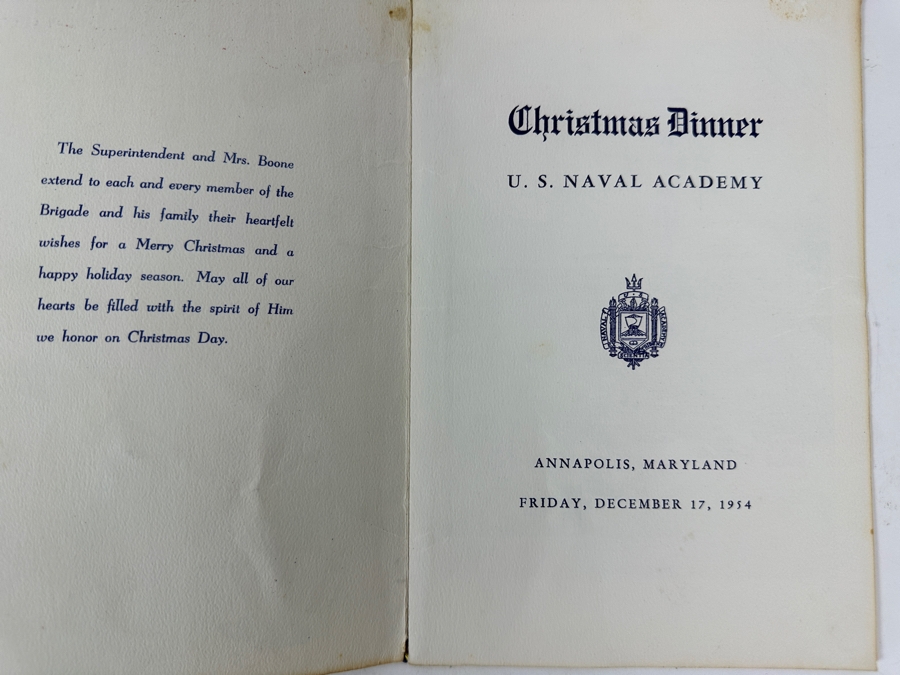 The Superintendent and Mrs. Boone
extend to each and every member of the
Brigade and his family their heartfelt
wishes for a Merry Christmas and a
happy holiday season. May all of our
hearts be filled with the spirit of Him
we honor on Christmas Day.
Christmas Dinner
U. S. NAVAL ACADEMY
NAVAL
ACADEMY
ANNAPOLIS, MARYLAND
FRIDAY, DECEMBER 17, 1954